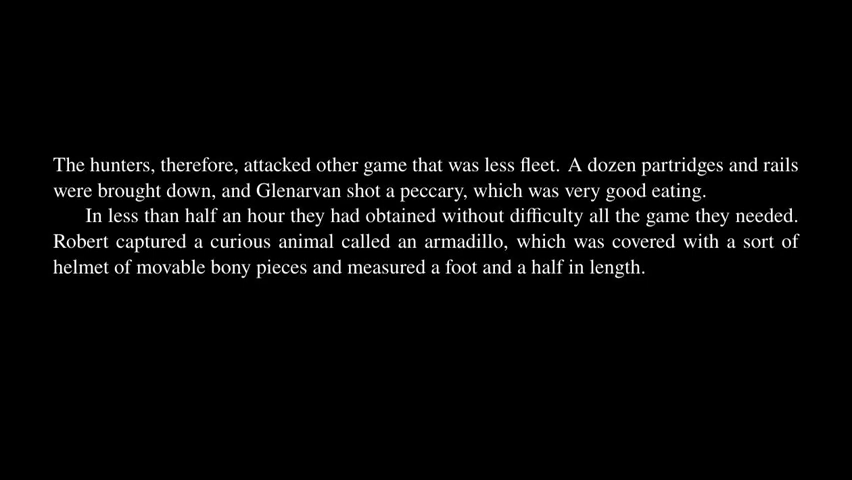 The hunters, therefore, attacked other game that was less fleet. A dozen partridges and rails
were brought down, and Glenarvan shot a peccary, which was very good eating.
In less than half an hour they had obtained without difficulty all the game they needed.
Robert captured a curious animal called an armadillo, which was covered with a sort of
helmet of movable bony pieces and measured a foot and a half in length.